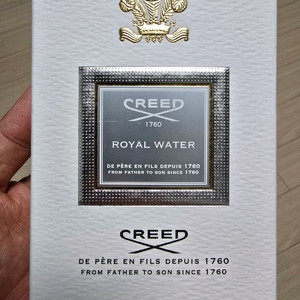 CREED
1760
ROYAL WATER
DE PÈRE EN FILS DEPUIS 1760
FROM FATHER TO SON SINCE 1760
CREED
DE PÈRE EN FILS DEPUIS 1760
FROM FATHER TO SON SINCE 1760